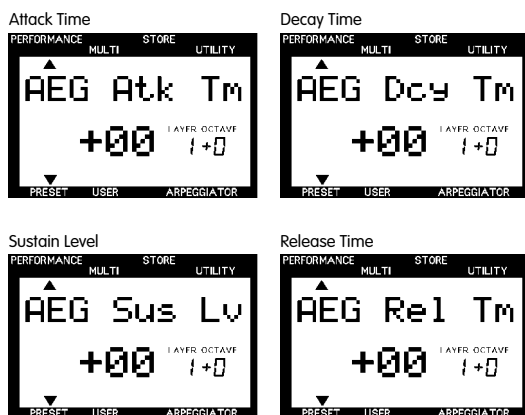 Attack Time
PERFORMANCE STORE
MULTI UTILITY
AEG Atk Tm
LAYER OCTAVE
+00 1 +0
PRESET USER ARPEGGIATOR
Decay Time
PERFORMANCE STORE
MULTI UTILITY
AEG Dcy Tm
LAYER OCTAVE
+00 1 +0
PRESET USER ARPEGGIATOR
Sustain Level
PERFORMANCE STORE
MULTI UTILITY
AEG Sus Lv
LAYER OCTAVE
+00 1 +0
PRESET USER ARPEGGIATOR
Release Time
PERFORMANCE STORE
MULTI UTILITY
AEG Rel Tm
LAYER OCTAVE
+00 1 +0
PRESET USER ARPEGGIATOR